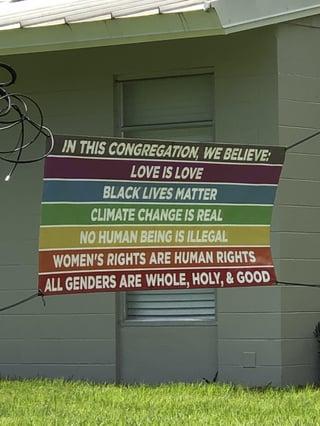 IN THIS CONGREGATION, WE BELIEVE:
LOVE IS LOVE
BLACK LIVES MATTER
CLIMATE CHANGE IS REAL
NO HUMAN BEING IS ILLEGAL
WOMEN'S RIGHTS ARE HUMAN RIGHTS
ALL GENDERS ARE WHOLE, HOLY, & GOOD